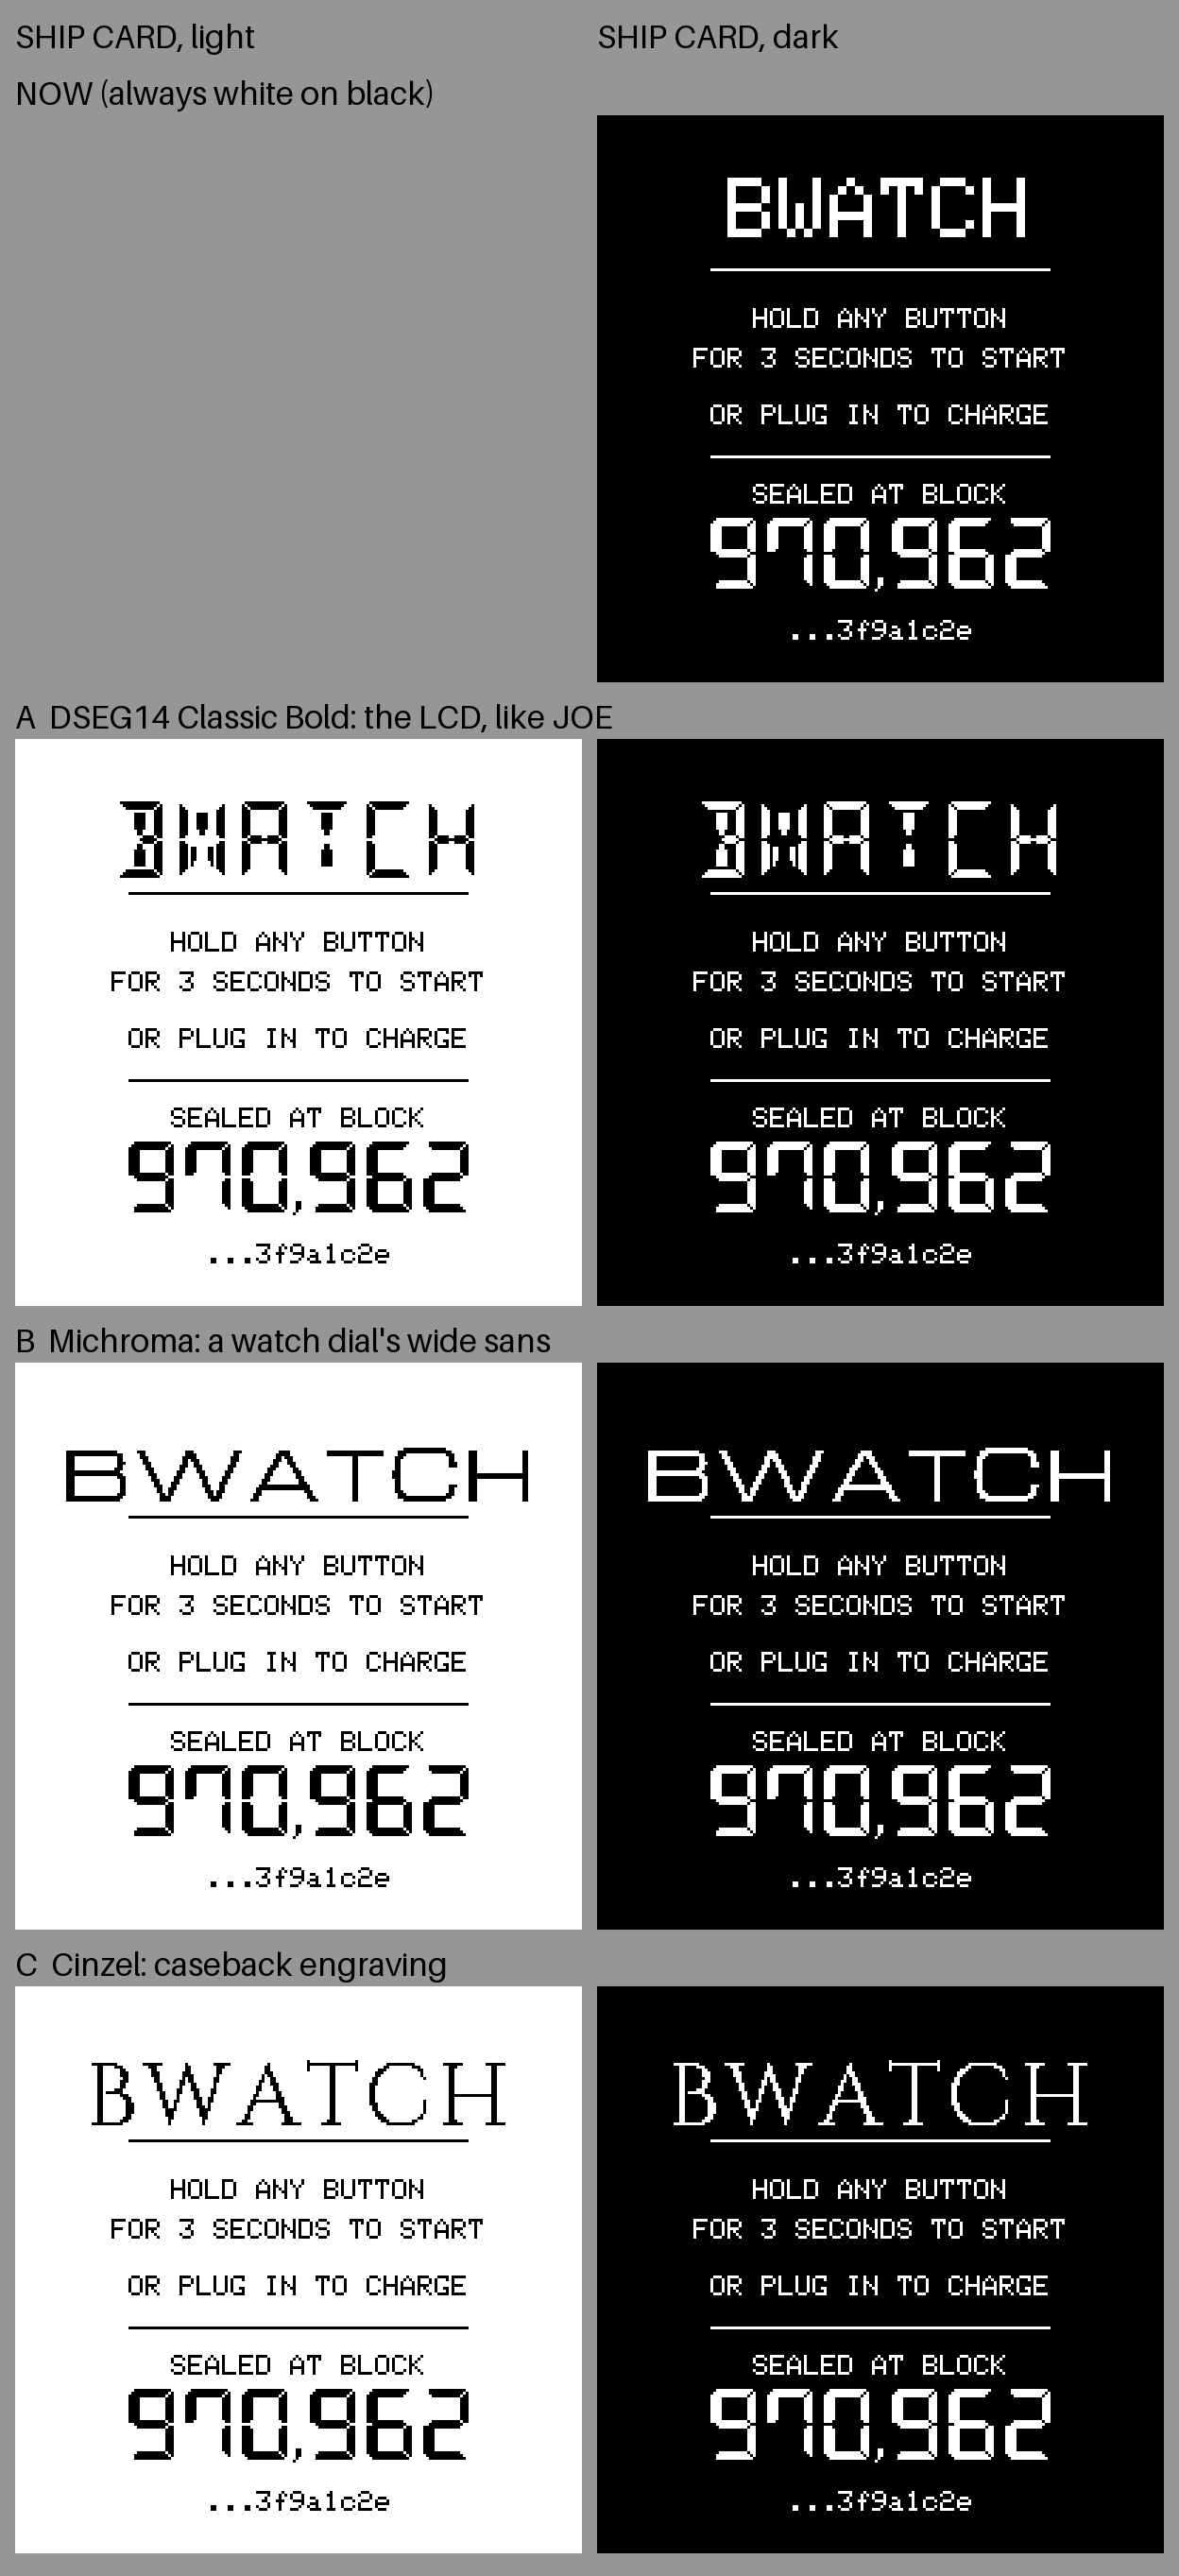 SHIP CARD, light
SHIP CARD, dark
NOW (always white on black)
BWATCH
HOLD ANY BUTTON
FOR 3 SECONDS TO START
OR PLUG IN TO CHARGE
SEALED AT BLOCK
970,962
...3f9a1c2e
A DSEG14 Classic Bold: the LCD, like JOE
BWATCH
HOLD ANY BUTTON
FOR 3 SECONDS TO START
OR PLUG IN TO CHARGE
SEALED AT BLOCK
970,962
...3f9a1c2e
BWATCH
HOLD ANY BUTTON
FOR 3 SECONDS TO START
OR PLUG IN TO CHARGE
SEALED AT BLOCK
970,962
...3f9a1c2e
B Michroma: a watch dial's wide sans
BWATCH
HOLD ANY BUTTON
FOR 3 SECONDS TO START
OR PLUG IN TO CHARGE
SEALED AT BLOCK
970,962
...3f9a1c2e
BWATCH
HOLD ANY BUTTON
FOR 3 SECONDS TO START
OR PLUG IN TO CHARGE
SEALED AT BLOCK
970,962
...3f9a1c2e
C Cinzel: caseback engraving
BWATCH
HOLD ANY BUTTON
FOR 3 SECONDS TO START
OR PLUG IN TO CHARGE
SEALED AT BLOCK
970,962
...3f9a1c2e
BWATCH
HOLD ANY BUTTON
FOR 3 SECONDS TO START
OR PLUG IN TO CHARGE
SEALED AT BLOCK
970,962
...3f9a1c2e